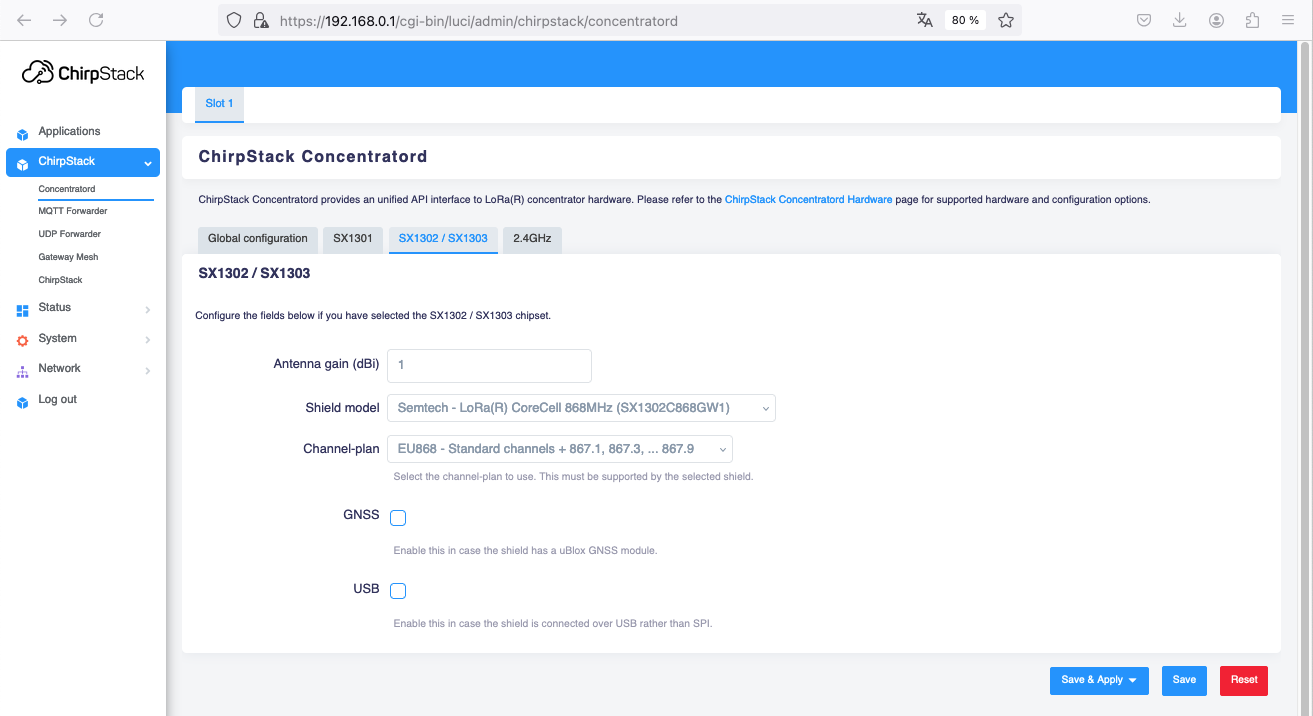 https://192.168.0.1/cgi-bin/luci/admin/chirpstack/concentratord
80 %
ChirpStack
Slot 1
Applications
ChirpStack
Concentratord
MQTT Forwarder
UDP Forwarder
Gateway Mesh
ChirpStack
Status
System
Network
Log out
ChirpStack Concentratord
ChirpStack Concentratord provides an unified API interface to LoRa(R) concentrator hardware. Please refer to the ChirpStack Concentratord Hardware page for supported hardware and configuration options.
Global configuration
SX1301
SX1302 / SX1303
2.4GHz
SX1302 / SX1303
Configure the fields below if you have selected the SX1302 / SX1303 chipset.
Antenna gain (dBi) 1
Shield model Semtech - LoRa(R) CoreCell 868MHz (SX1302C868GW1)
Channel-plan EU868 - Standard channels + 867.1, 867.3, ... 867.9
Select the channel-plan to use. This must be supported by the selected shield.
GNSS
Enable this in case the shield has a uBlox GNSS module.
USB
Enable this in case the shield is connected over USB rather than SPI.
Save & Apply
Save
Reset